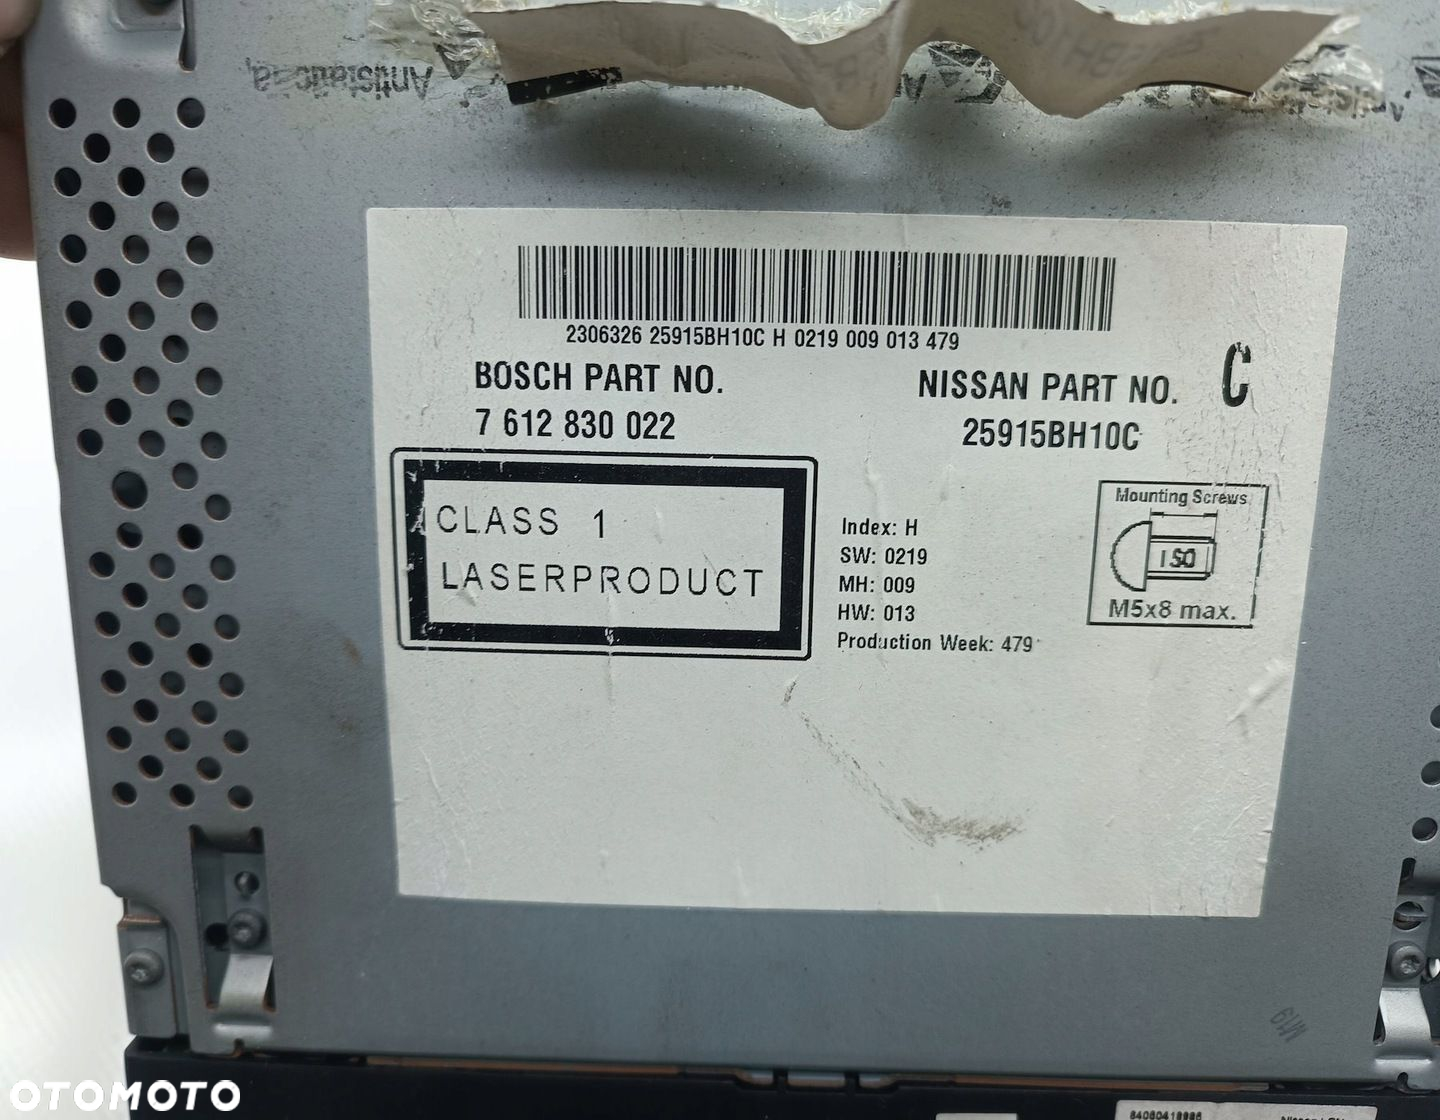 Antistatic
2306326 25915BH10C H 0219 009 013 479
BOSCH PART NO.
7 612 830 022
NISSAN PART NO.
25915BH10C
C
CLASS 1
LASERPRODUCT
Index: H
SW: 0219
MH: 009
HW: 013
Production Week: 479
Mounting Screws
ISO
M5x8 max.
OTOMOTO